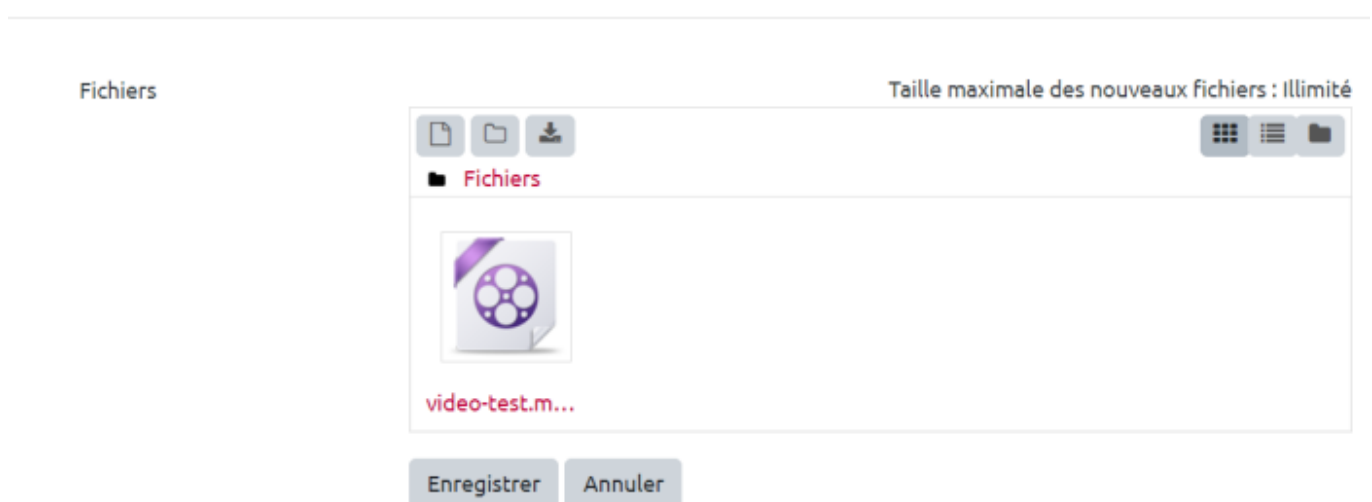 Fichiers
Taille maximale des nouveaux fichiers : Illimité
Fichiers
video-test.m...
Enregistrer
Annuler